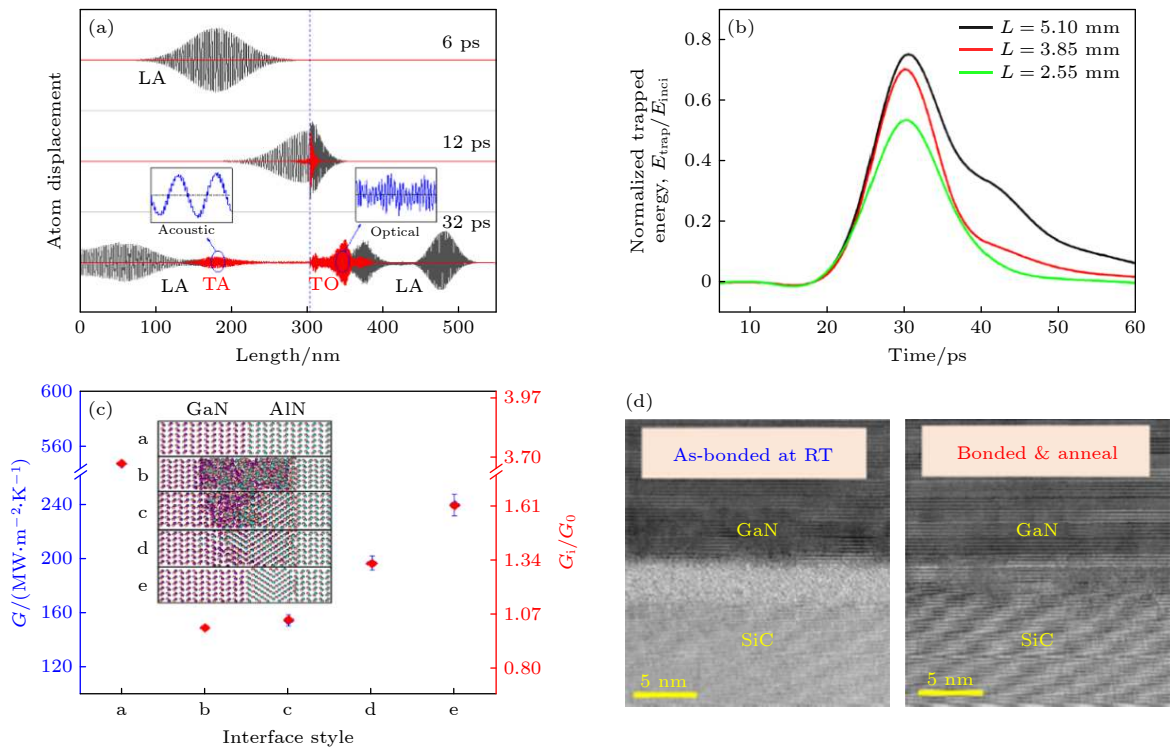 (a)
6 ps
LA
12 ps
32 ps
Acoustic
Optical
LA
TA
TO
LA
Atom displacement
0
100
200
300
400
500
Length/nm
(b)
L = 5.10 mm
L = 3.85 mm
L = 2.55 mm
0.8
0.6
0.4
0.2
0
Normalized trapped
energy, E_trap/E_inci
10
20
30
40
50
60
Time/ps
(c)
GaN
AlN
a
b
c
d
e
600
560
240
200
160
120
G/(MW·m⁻²·K⁻¹)
3.97
3.70
1.61
1.34
1.07
0.80
G_i/G_0
a
b
c
d
e
Interface style
(d)
As-bonded at RT
GaN
SiC
5 nm
Bonded & anneal
GaN
SiC
5 nm